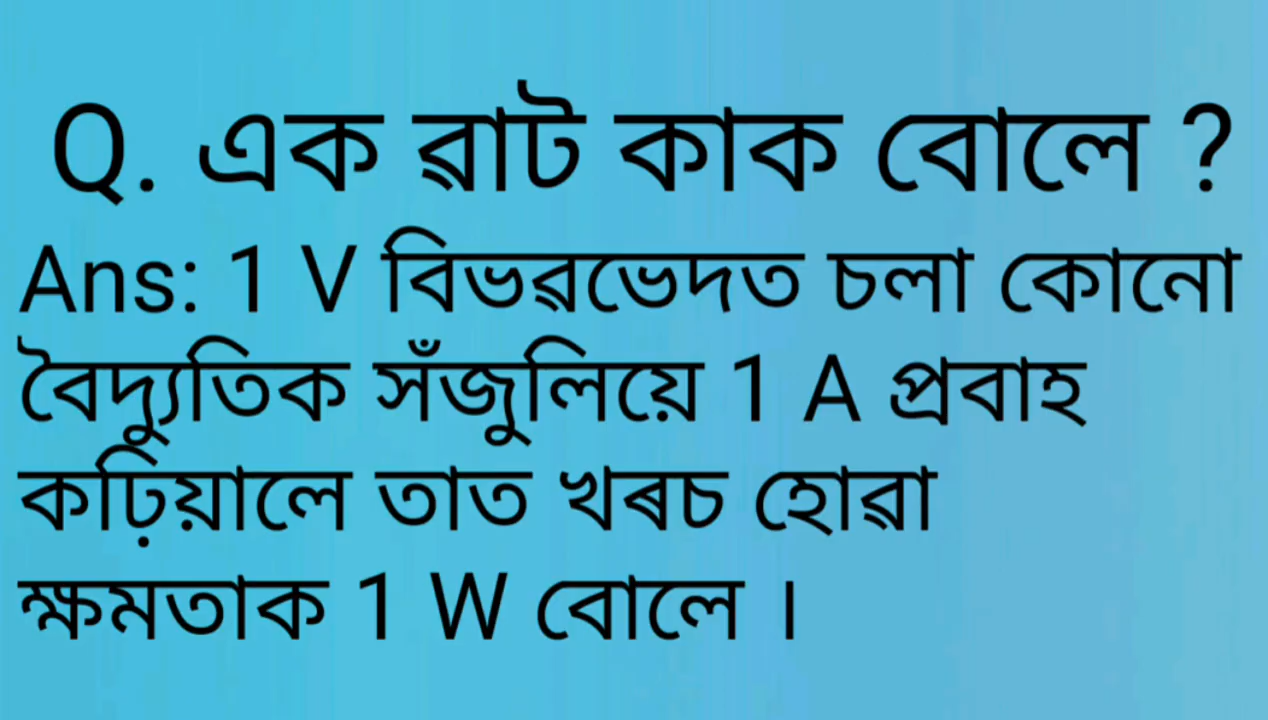 Q. এক ৱাট কাক বোলে ?
Ans: 1 V বিভৱভেদত চলা কোনো
বৈদ্যুতিক সঁজুলিয়ে 1 A প্ৰবাহ
কঢ়িয়ালে তাত খৰচ হোৱা
ক্ষমতাক 1 W বোলে ।